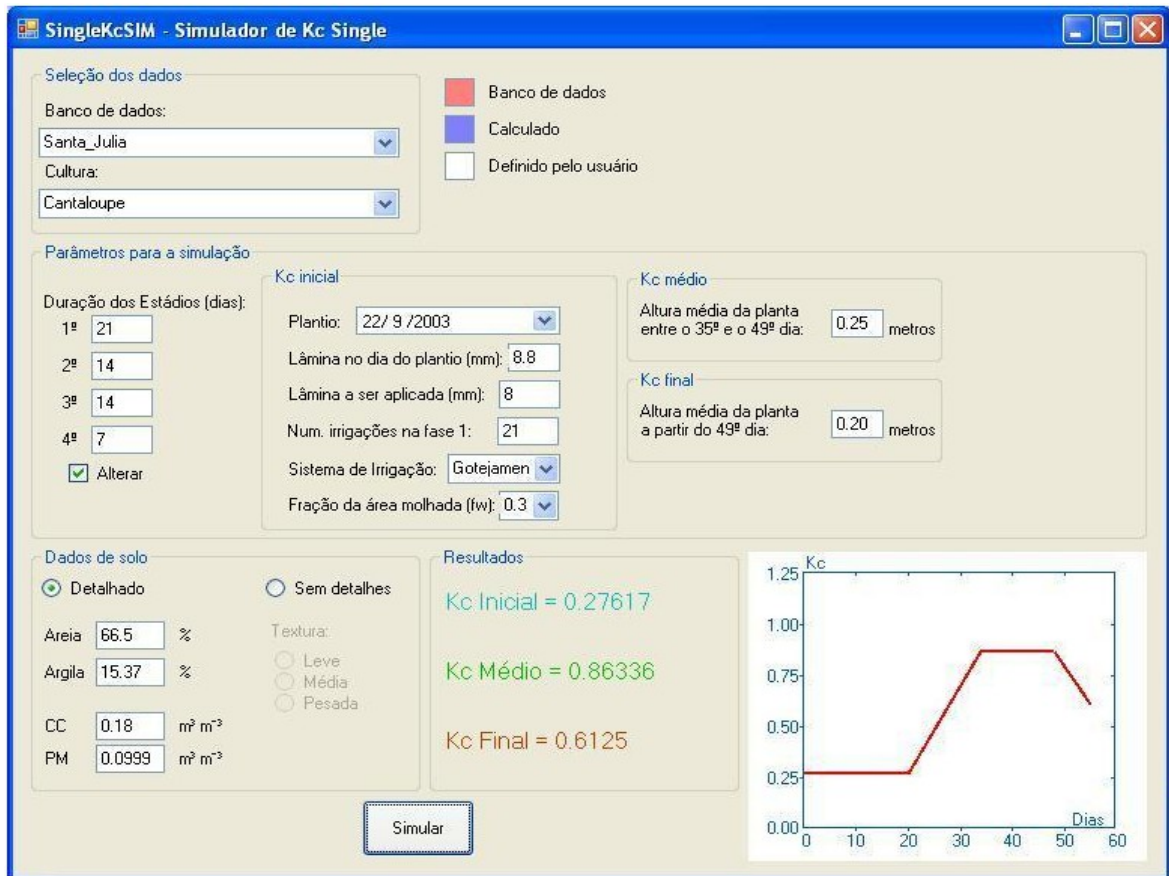 SingleKcSIM - Simulador de Kc Single
Seleção dos dados
Banco de dados:
Santa_Julia
Cultura:
Cantaloupe
Banco de dados
Calculado
Definido pelo usuário
Parâmetros para a simulação
Duração dos Estádios (dias):
1º 21
2º 14
3º 14
4º 7
Alterar
Kc inicial
Plantio: 22/ 9 /2003
Lâmina no dia do plantio (mm): 8.8
Lâmina a ser aplicada (mm): 8
Num. irrigações na fase 1: 21
Sistema de Irrigação: Gotejamen
Fração da área molhada (fw): 0.3
Kc médio
Altura média da planta
entre o 35º e o 49º dia: 0.25 metros
Kc final
Altura média da planta
a partir do 49º dia: 0.20 metros
Dados de solo
Detalhado
Sem detalhes
Areia 66.5 %
Argila 15.37 %
CC 0.18 m³ m⁻³
PM 0.0999 m³ m⁻³
Textura:
Leve
Média
Pesada
Resultados
Kc Inicial = 0.27617
Kc Médio = 0.86336
Kc Final = 0.6125
Simular
Kc
1.25
1.00
0.75
0.50
0.25
0.00
Dias
0 10 20 30 40 50 60